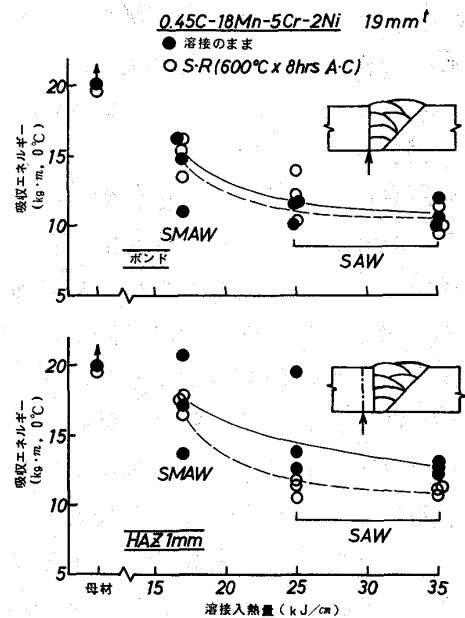 0.45C-18Mn-5Cr-2Ni 19mmᵗ
● 溶接のまま
○ S・R(600℃ x 8hrs A・C)
吸収エネルギー
(kg・m, 0℃)
20
15
10
5
SMAW
SAW
ボンド
吸収エネルギー
(kg・m, 0℃)
20
15
10
5
SMAW
SAW
HAZ 1mm
母材
15
20
25
30
35
溶接入熱量 (kJ/cm)